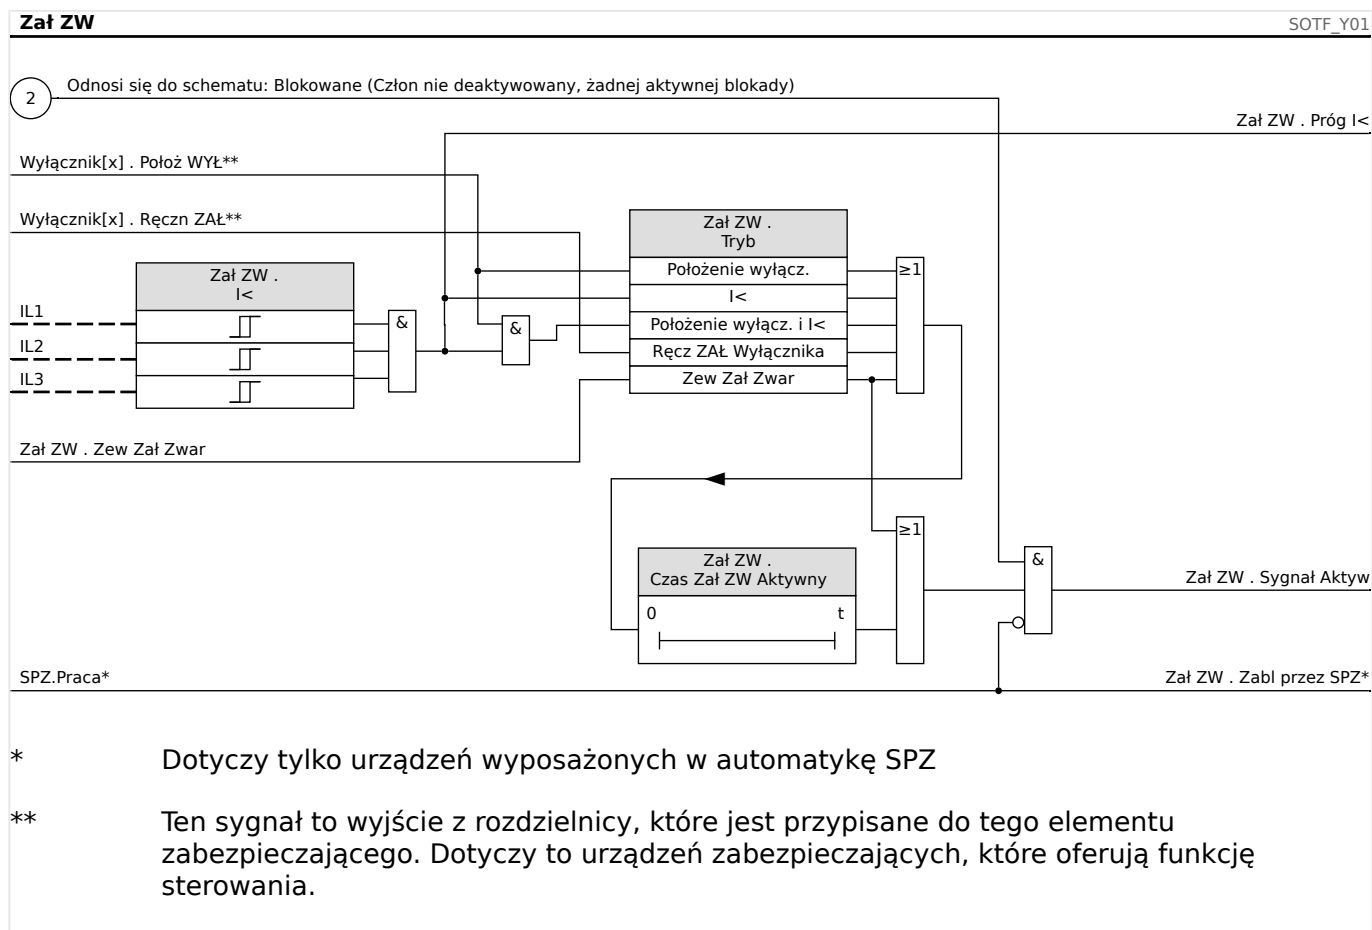 Zał ZW
SOTF_Y01
2
Odnosi się do schematu: Blokowane (Człon nie deaktywowany, żadnej aktywnej blokady)
Zał ZW . Próg I<
Wyłącznik[x] . Położ WYŁ**
Wyłącznik[x] . Ręczn ZAŁ**
Zał ZW .
I<
IL1
IL2
IL3
&
&
Zał ZW .
Tryb
Położenie wyłącz.
I<
Położenie wyłącz. i I<
Ręcz ZAŁ Wyłącznika
Zew Zał Zwar
≥1
Zał ZW . Zew Zał Zwar
Zał ZW .
Czas Zał ZW Aktywny
0
t
≥1
&
Zał ZW . Sygnał Aktyw
SPZ.Praca*
Zał ZW . Zabl przez SPZ*
* Dotyczy tylko urządzeń wyposażonych w automatykę SPZ
** Ten sygnał to wyjście z rozdzielnicy, które jest przypisane do tego elementu
zabezpieczającego. Dotyczy to urządzeń zabezpieczających, które oferują funkcję
sterowania.